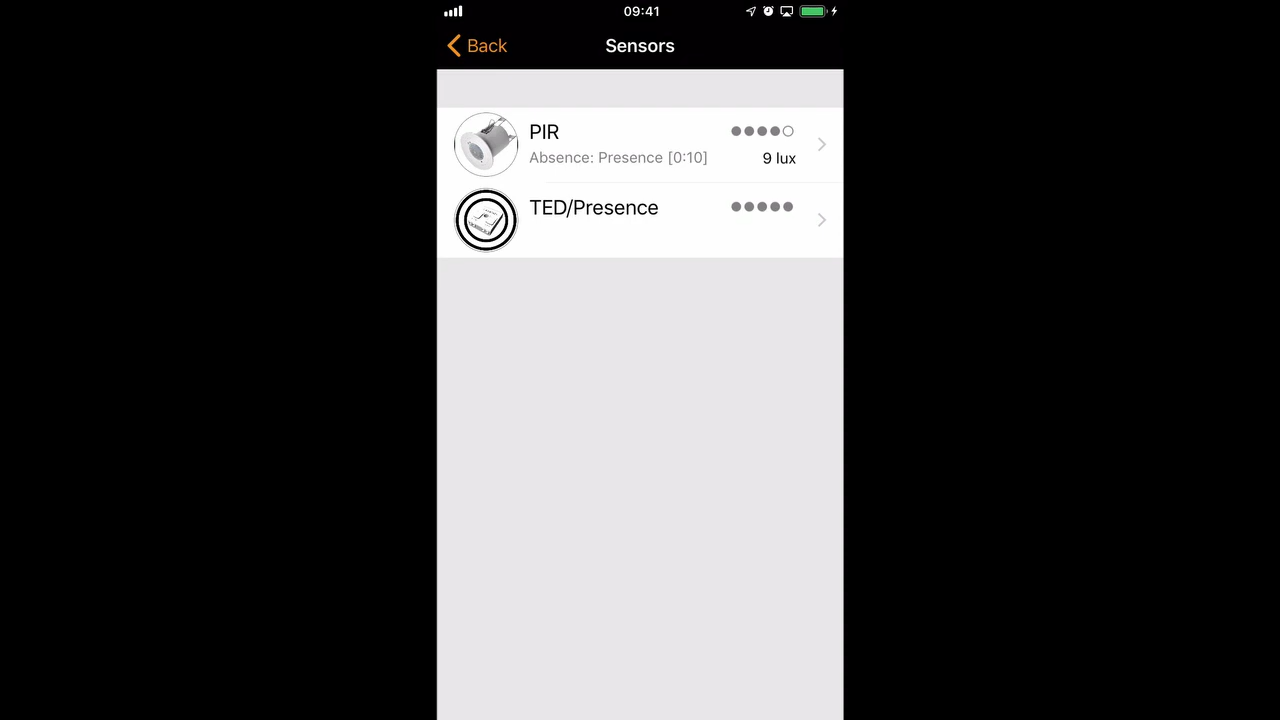 09:41
Back
Sensors
PIR
Absence: Presence [0:10]
9 lux
TED/Presence